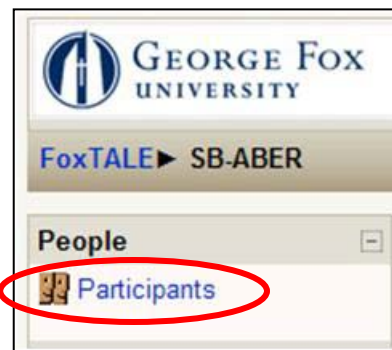 GEORGE FOX
UNIVERSITY
FoxTALE► SB-ABER
People
Participants